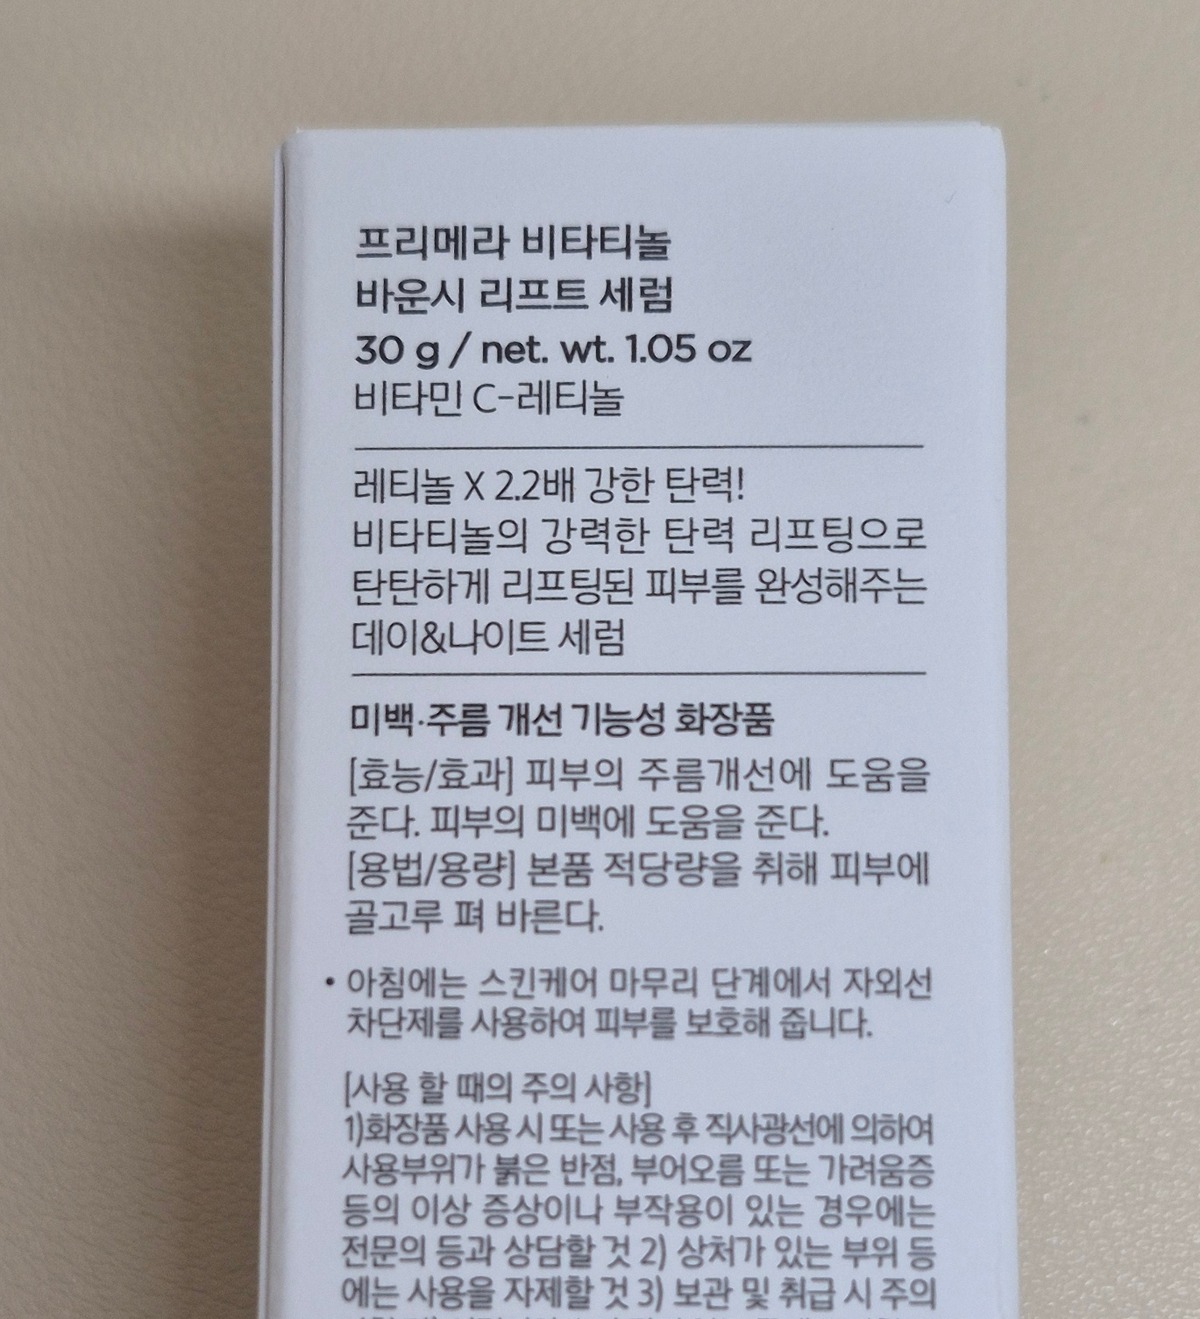 프리메라 비타티놀
바운시 리프트 세럼
30 g / net. wt. 1.05 oz
비타민 C-레티놀
레티놀 X 2.2배 강한 탄력!
비타티놀의 강력한 탄력 리프팅으로
탄탄하게 리프팅된 피부를 완성해주는
데이&나이트 세럼
미백·주름 개선 기능성 화장품
[효능/효과] 피부의 주름개선에 도움을
준다. 피부의 미백에 도움을 준다.
[용법/용량] 본품 적당량을 취해 피부에
골고루 펴 바른다.
• 아침에는 스킨케어 마무리 단계에서 자외선
차단제를 사용하여 피부를 보호해 줍니다.
[사용 할 때의 주의 사항]
1)화장품 사용 시 또는 사용 후 직사광선에 의하여
사용부위가 붉은 반점, 부어오름 또는 가려움증
등의 이상 증상이나 부작용이 있는 경우에는
전문의 등과 상담할 것 2) 상처가 있는 부위 등
에는 사용을 자제할 것 3) 보관 및 취급 시 주의